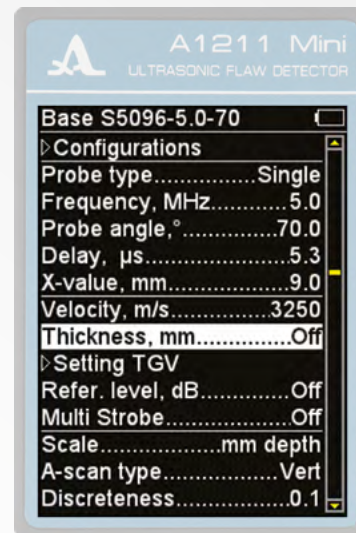 A1211 Mini
ULTRASONIC FLAW DETECTOR
Base S5096-5.0-70
Configurations
Probe type................Single
Frequency, MHz..........5.0
Probe angle,°...............70.0
Delay, µs.....................5.3
X-value, mm................9.0
Velocity, m/s.............3250
Thickness, mm.............Off
Setting TGV
Refer. level, dB.............Off
Multi Strobe..................Off
Scale.................mm depth
A-scan type................Vert
Discreteness................0.1